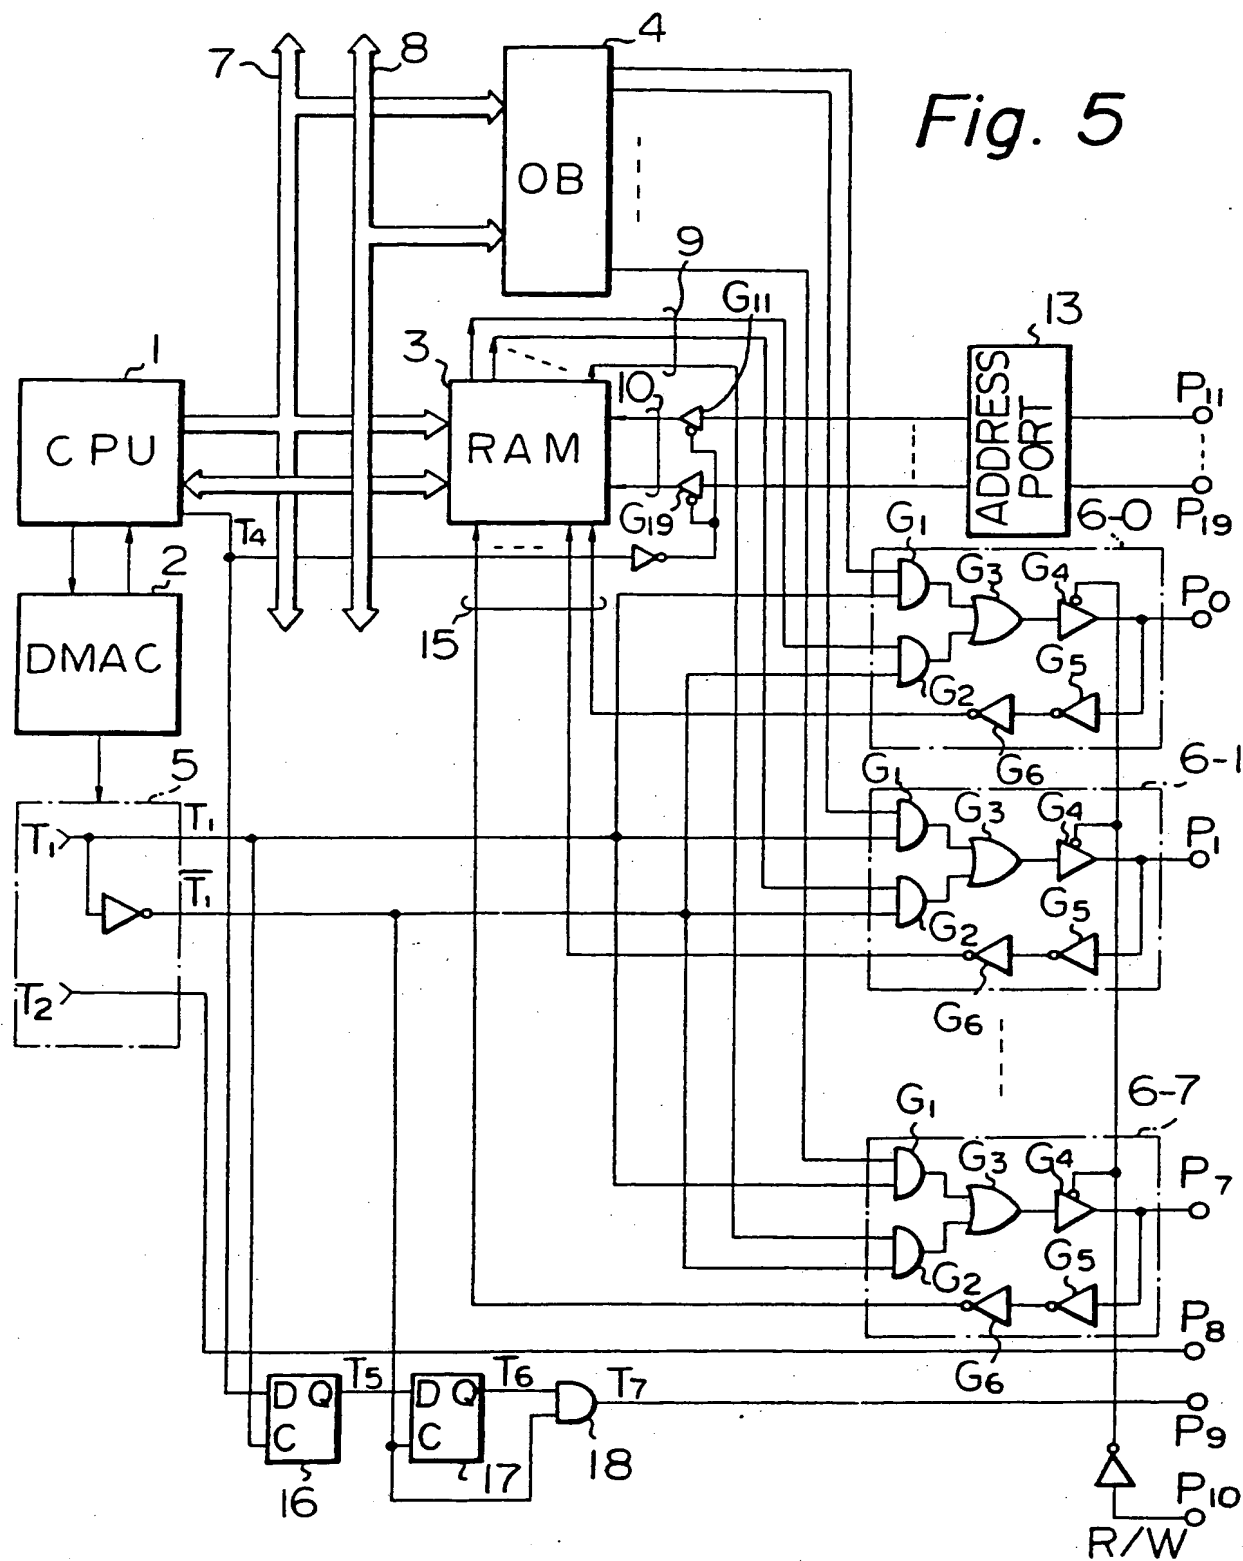 Fig. 5
4
7
8
OB
9
G11
13
1
3
10
ADDRESS PORT
P11
CPU
RAM
G19
P19
6-0
T4
G1
G3
G4
P0
2
15
DMAC
G2
G5
G6
5
6-1
T1
T1
G1
G3
G4
P1
T̅1
G2
G5
T2
G6
6-7
G1
G3
G4
P7
G2
G5
P8
G6
D Q
T5
D Q
T6
T7
C
C
P9
16
17
18
P10
R/W